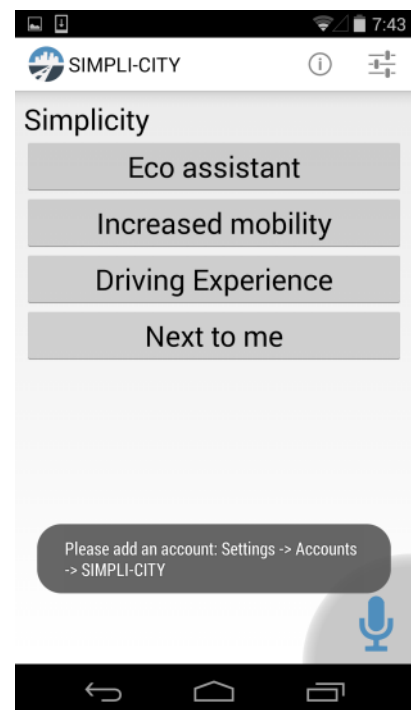 7:43
SIMPLI-CITY
Simplicity
Eco assistant
Increased mobility
Driving Experience
Next to me
Please add an account: Settings -> Accounts
-> SIMPLI-CITY